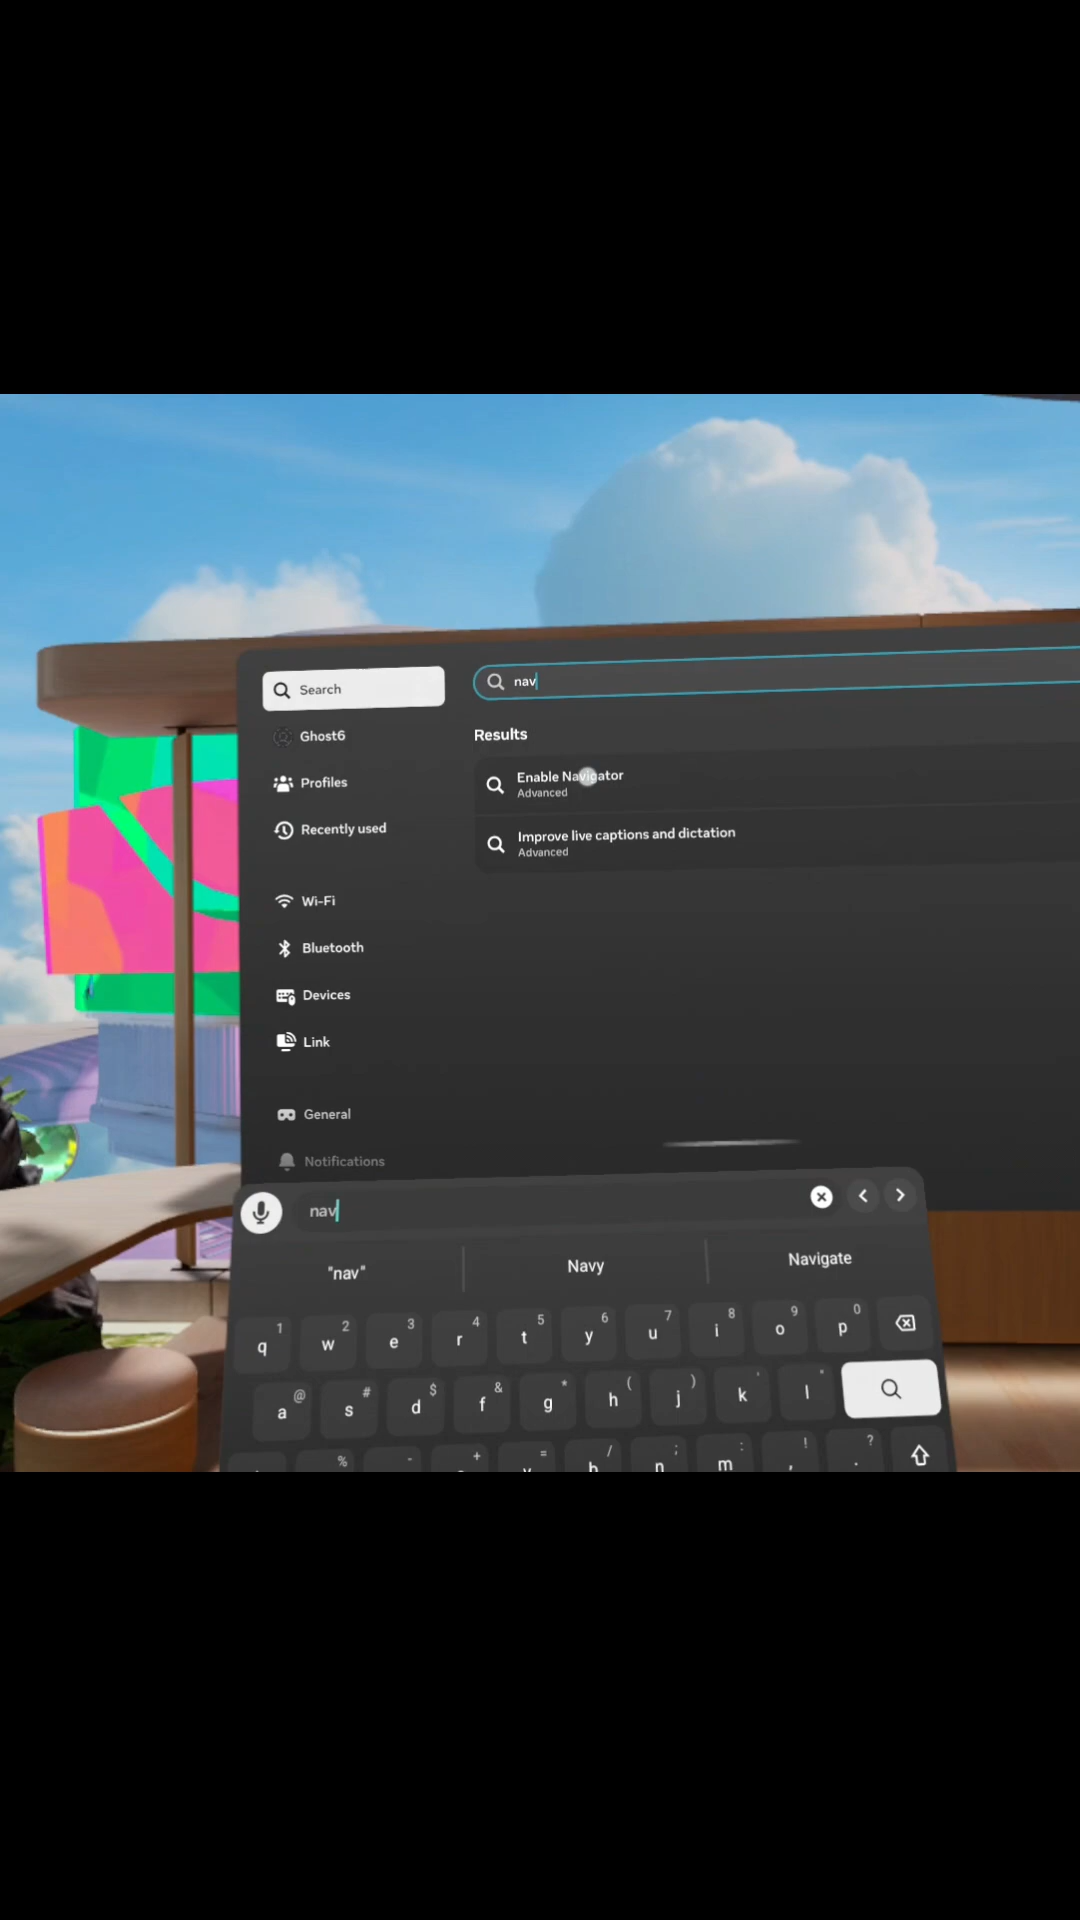 Search
Ghost6
Profiles
Recently used
Wi-Fi
Bluetooth
Devices
Link
General
Notifications
nav
Results
Enable Navigator
Advanced
Improve live captions and dictation
Advanced
nav
"nav"
Navy
Navigate
q 1 w 2 e 3 r 4 t 5 y 6 u 7 i 8 o 9 p 0
a @ s # d $ f & g * h ( j ) k ' l "
% - + = b / n ; m : , ! . ?